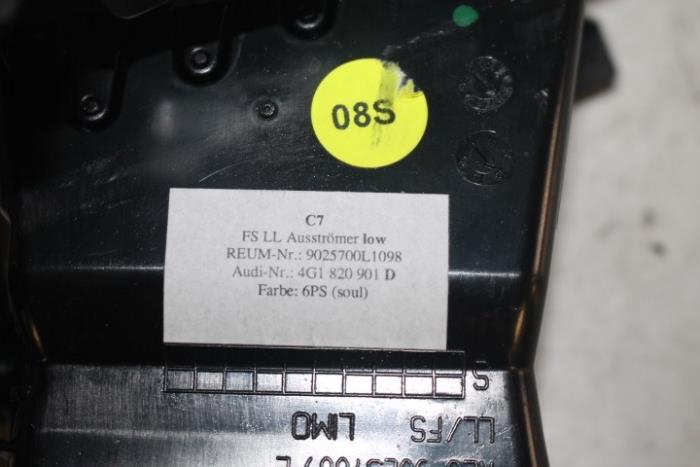 08S
C7
FS LL Ausströmer low
REUM-Nr.: 9025700L1098
Audi-Nr.: 4G1 820 901 D
Farbe: 6PS (soul)
S
LL/FS
LIMO